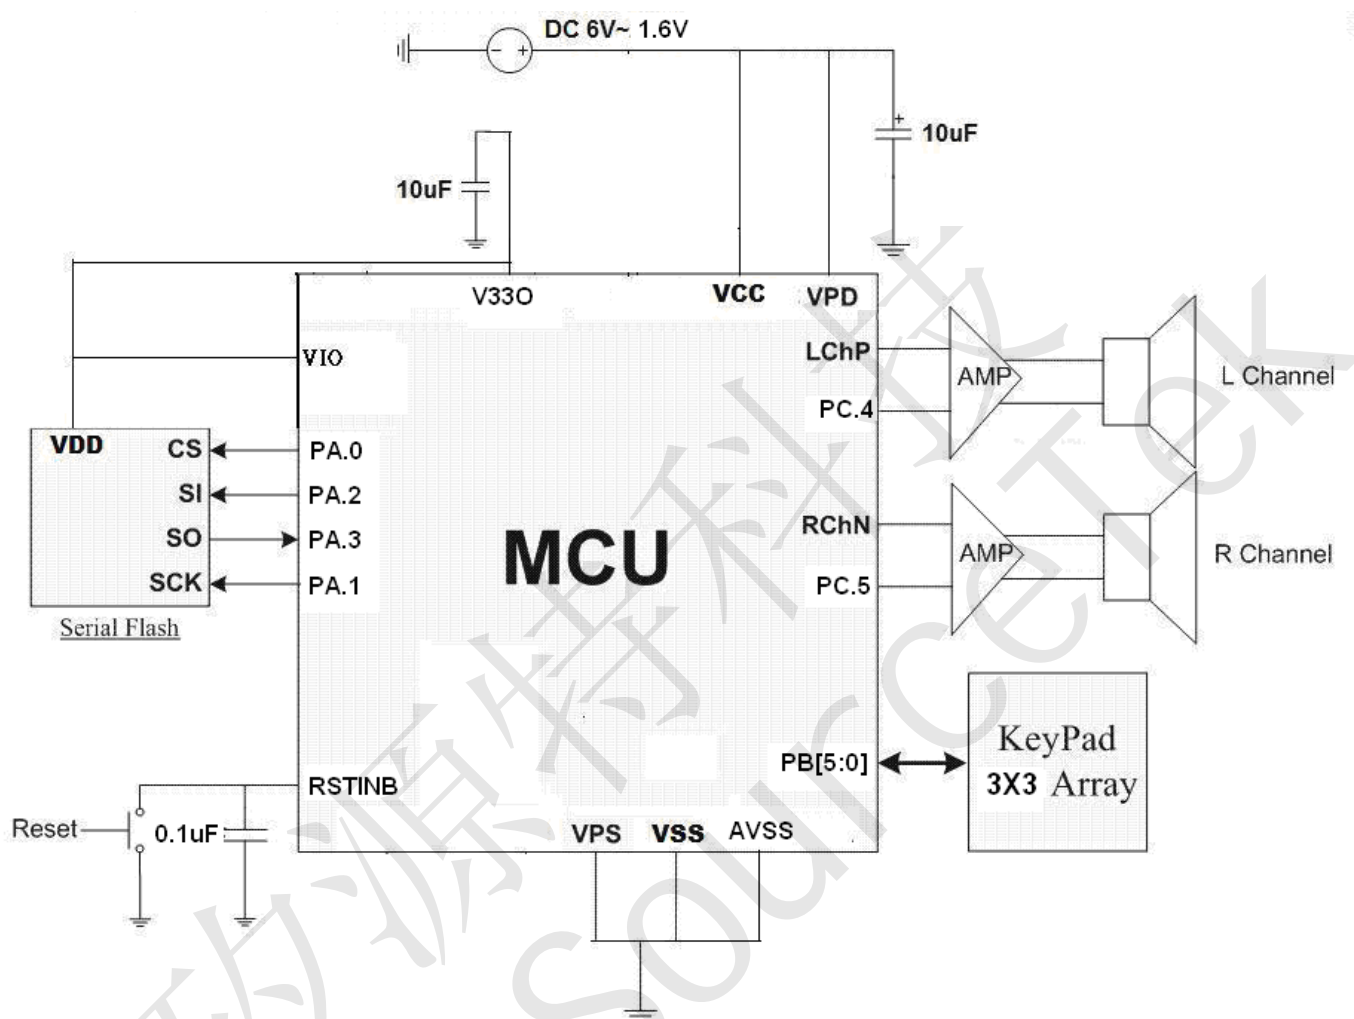 DC 6V~ 1.6V
10uF
10uF
V33O
VCC
VPD
VIO
LChP
AMP
L Channel
PC.4
VDD
CS
PA.0
SI
PA.2
SO
PA.3
SCK
PA.1
Serial Flash
MCU
RChN
AMP
R Channel
PC.5
PB[5:0]
KeyPad
3X3 Array
RSTINB
Reset
0.1uF
VPS
VSS
AVSS
源特科技
SourceTek